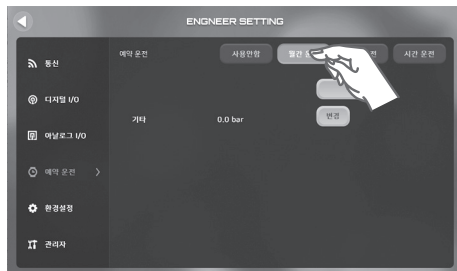 ENGNEER SETTING
통신
디지털 I/O
아날로그 I/O
예약 운전
환경설정
관리자
예약 운전
사용안함
월간
시간 운전
기타
0.0 bar
변경